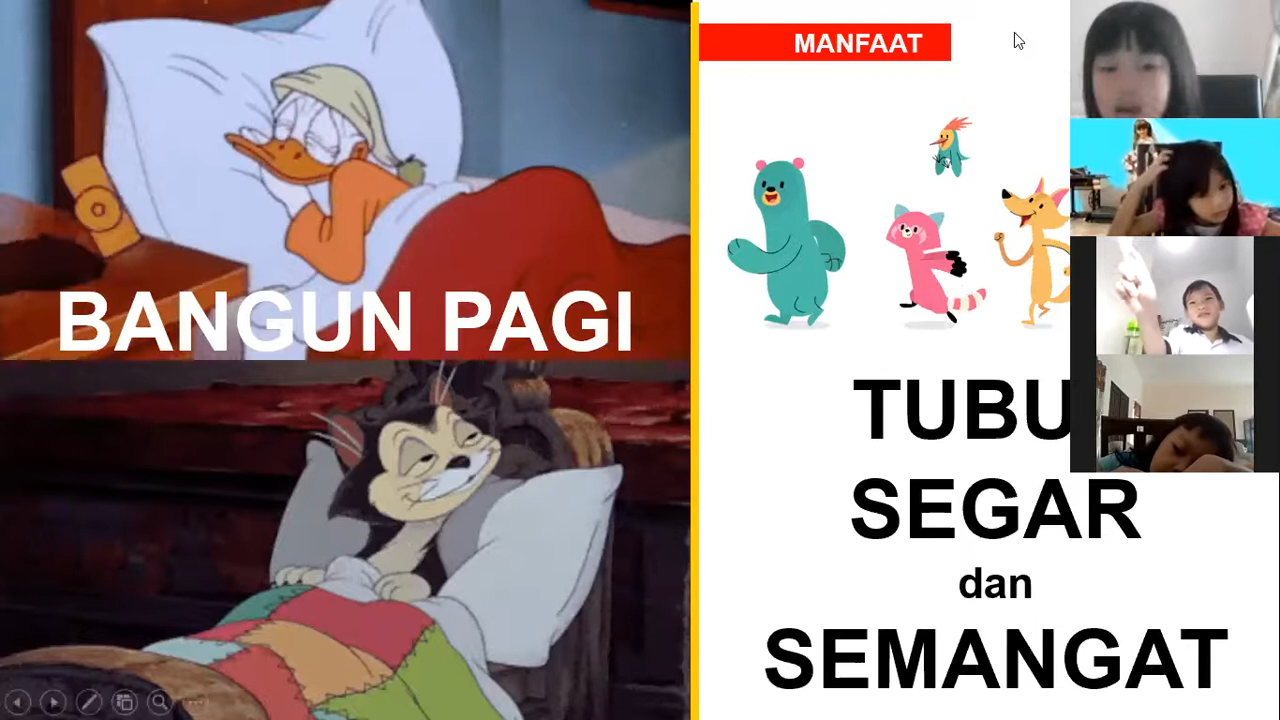 BANGUN PAGI
MANFAAT
TUBU
SEGAR
dan
SEMANGAT